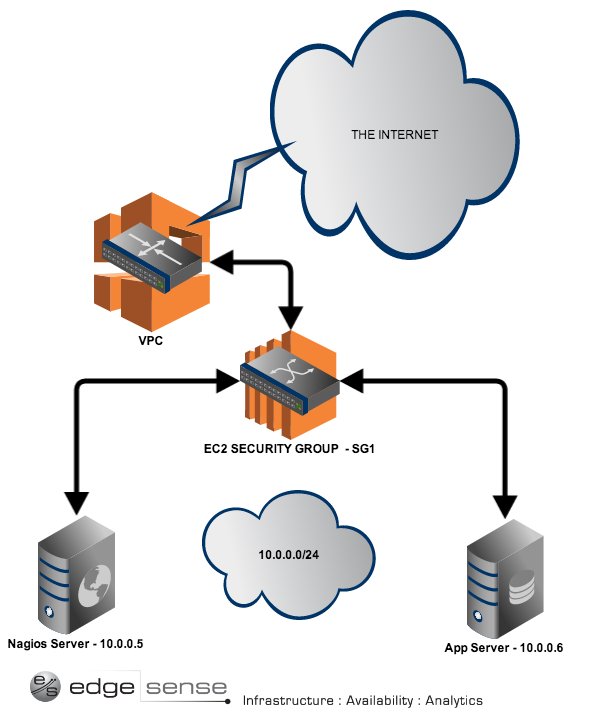 THE INTERNET
VPC
EC2 SECURITY GROUP - SG1
10.0.0.0/24
Nagios Server - 10.0.0.5
App Server - 10.0.0.6
e/s edge sense
Infrastructure : Availability : Analytics